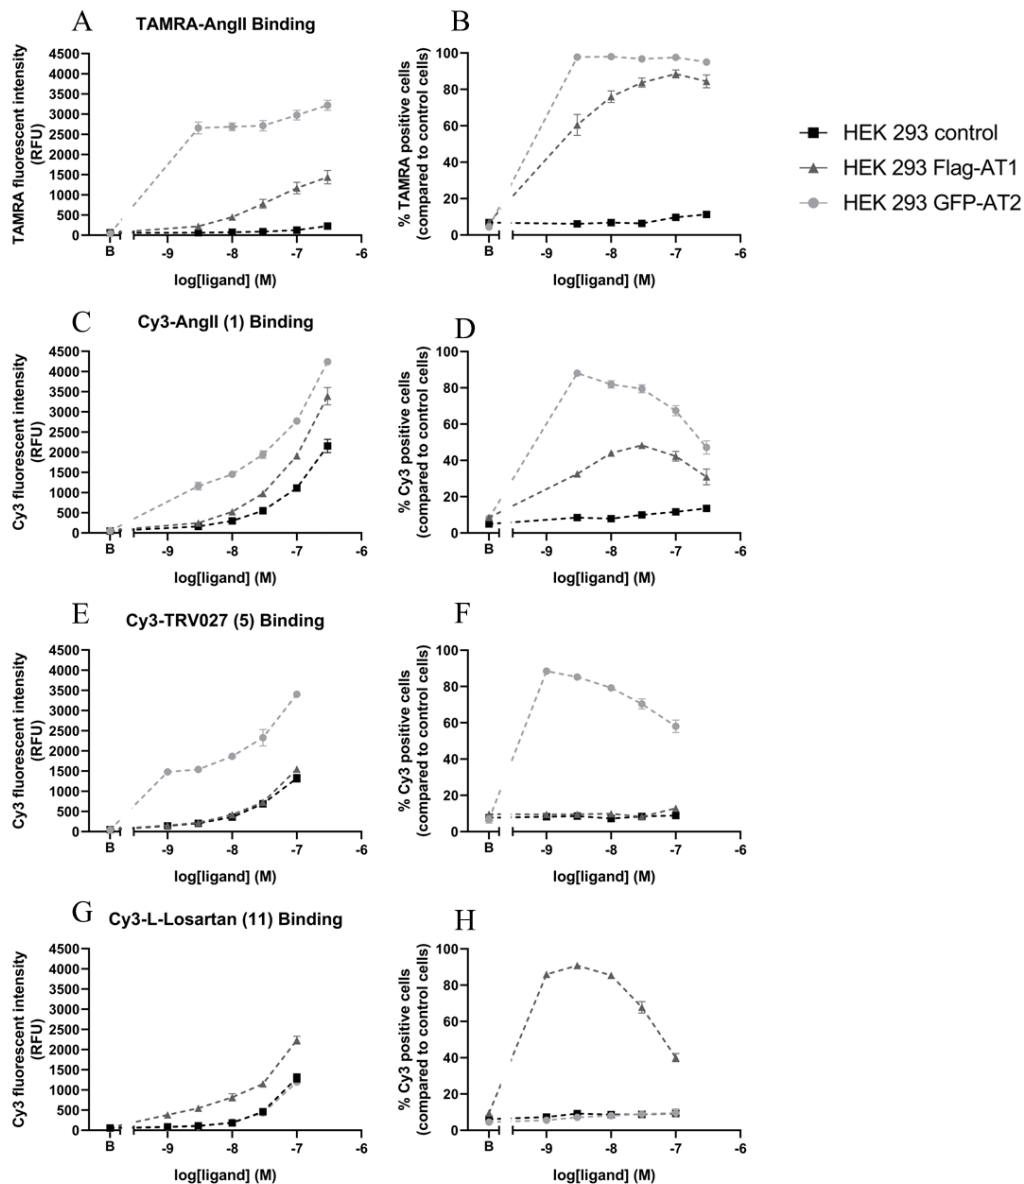 A
TAMRA-AngII Binding
TAMRA fluorescent intensity
(RFU)
4500
4000
3500
3000
2500
2000
1500
1000
500
0
B
-9
-8
-7
-6
log[ligand] (M)
B
% TAMRA positive cells
(compared to control cells)
100
80
60
40
20
0
B
-9
-8
-7
-6
log[ligand] (M)
HEK 293 control
HEK 293 Flag-AT1
HEK 293 GFP-AT2
C
Cy3-AngII (1) Binding
Cy3 fluorescent intensity
(RFU)
4500
4000
3500
3000
2500
2000
1500
1000
500
0
B
-9
-8
-7
-6
log[ligand] (M)
D
% Cy3 positive cells
(compared to control cells)
100
80
60
40
20
0
B
-9
-8
-7
-6
log[ligand] (M)
E
Cy3-TRV027 (5) Binding
Cy3 fluorescent intensity
(RFU)
4500
4000
3500
3000
2500
2000
1500
1000
500
0
B
-9
-8
-7
-6
log[ligand] (M)
F
% Cy3 positive cells
(compared to control cells)
100
80
60
40
20
0
B
-9
-8
-7
-6
log[ligand] (M)
G
Cy3-L-Losartan (11) Binding
Cy3 fluorescent intensity
(RFU)
4500
4000
3500
3000
2500
2000
1500
1000
500
0
B
-9
-8
-7
-6
log[ligand] (M)
H
% Cy3 positive cells
(compared to control cells)
100
80
60
40
20
0
B
-9
-8
-7
-6
log[ligand] (M)